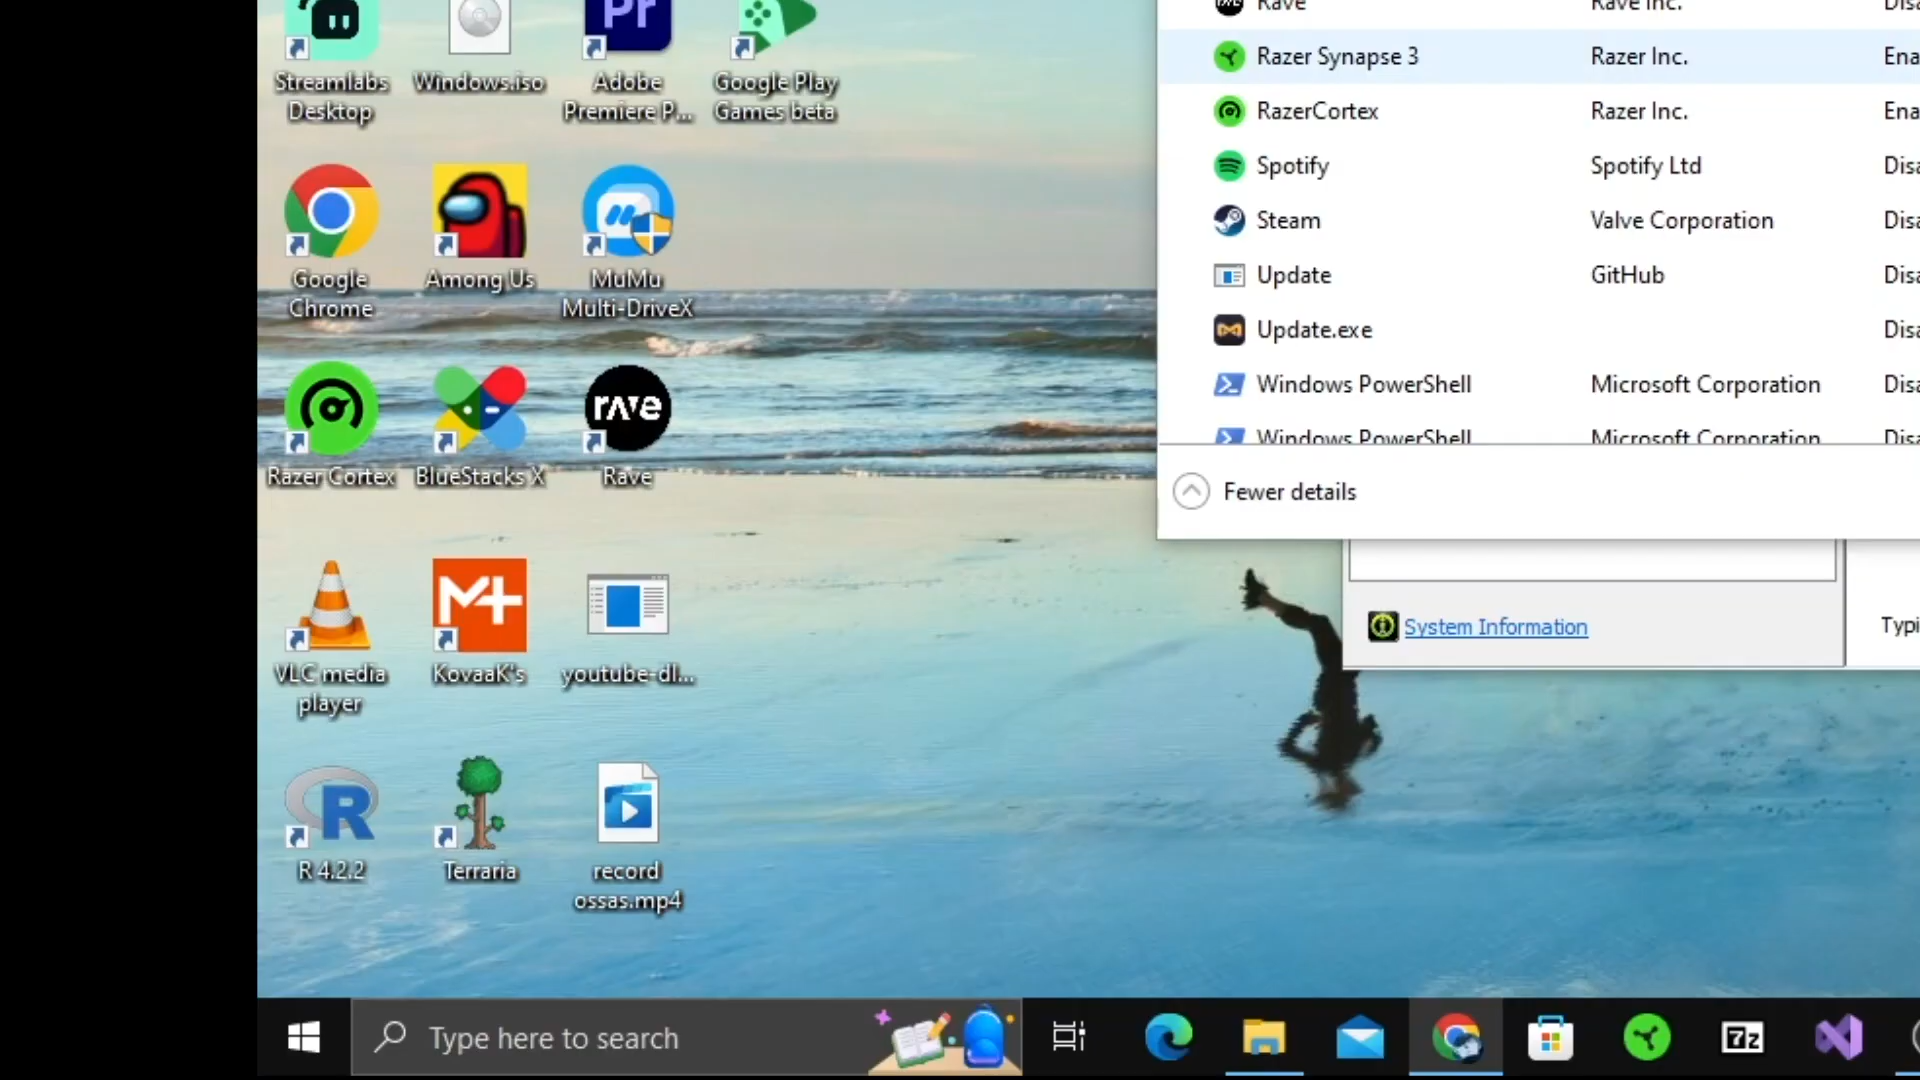 Streamlabs
Desktop
Windows.iso
Pr
Adobe
Premiere P...
Google Play
Games beta
Google
Chrome
Among Us
MuMu
Multi-DriveX
Razer Cortex
BlueStacks X
rave
Rave
VLC media
player
KovaaK's
youtube-dl...
R 4.2.2
Terraria
record
ossas.mp4
Rave Rave Inc. Disa
Razer Synapse 3 Razer Inc. Ena
RazerCortex Razer Inc. Ena
Spotify Spotify Ltd Disa
Steam Valve Corporation Disa
Update GitHub Disa
Update.exe Disa
Windows PowerShell Microsoft Corporation Disa
Windows PowerShell Microsoft Corporation Disa
Fewer details
System Information
Typi
Type here to search
7z